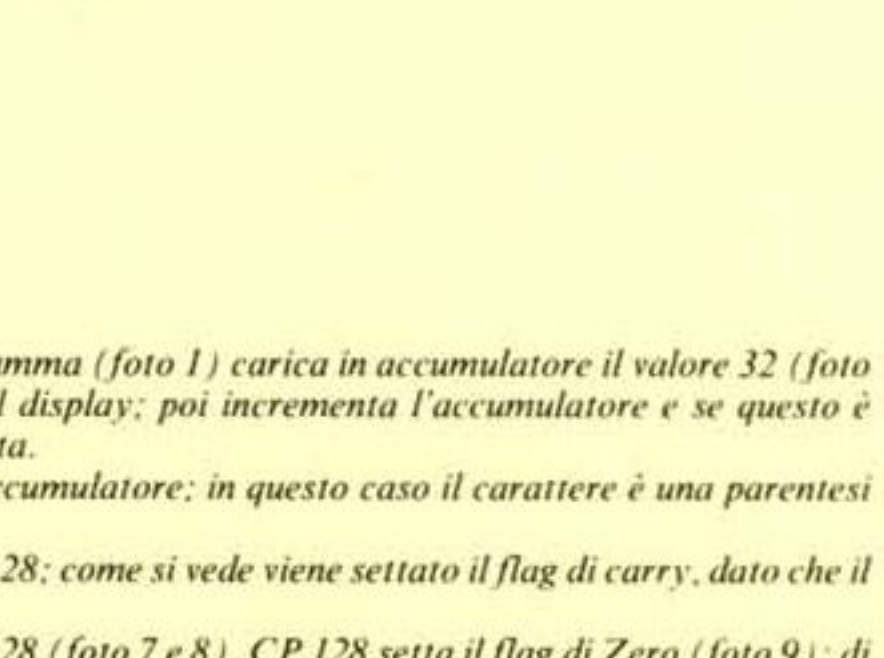 mma (foto 1) carica in accumulatore il valore 32 (foto
display; poi incrementa l'accumulatore e se questo è
ta.
ccumulatore; in questo caso il carattere è una parentesi
28; come si vede viene settato il flag di carry, dato che il
28 (foto 7 e 8). CP 128 setta il flag di Zero (foto 9); di